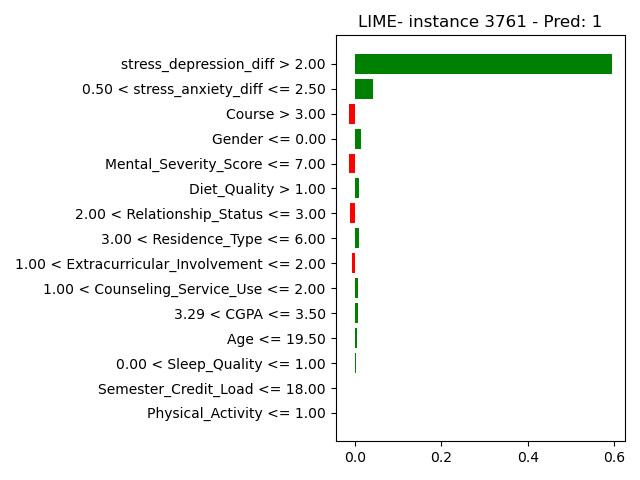 LIME- instance 3761 - Pred: 1
stress_depression_diff > 2.00
0.50 < stress_anxiety_diff <= 2.50
Course > 3.00
Gender <= 0.00
Mental_Severity_Score <= 7.00
Diet_Quality > 1.00
2.00 < Relationship_Status <= 3.00
3.00 < Residence_Type <= 6.00
1.00 < Extracurricular_Involvement <= 2.00
1.00 < Counseling_Service_Use <= 2.00
3.29 < CGPA <= 3.50
Age <= 19.50
0.00 < Sleep_Quality <= 1.00
Semester_Credit_Load <= 18.00
Physical_Activity <= 1.00
0.0 0.2 0.4 0.6